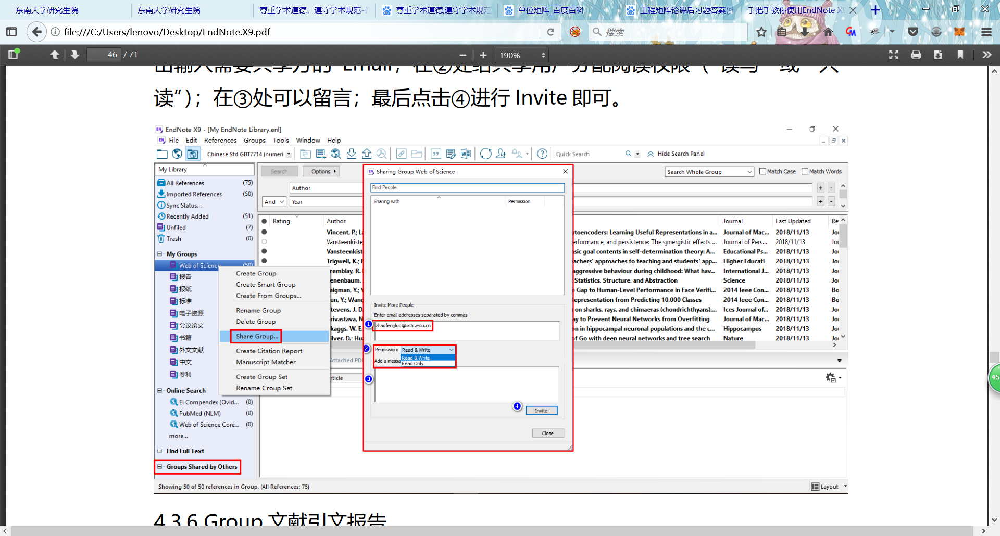 东南大学研究生院
东南大学研究生院
尊重学术道德，遵守学术规范-
尊重学术道德,遵守学术规范
单位矩阵_百度百科
工程矩阵论课后习题答案(
手把手教你使用EndNote X
file:///C:/Users/lenovo/Desktop/EndNote.X9.pdf
搜索
46 / 71
190%
读”)；在③处可以留言；最后点击④进行 Invite 即可。
EndNote X9 - [My EndNote Library.enl]
File Edit References Groups Tools Window Help
Chinese Std GBT7714 (numeri
Quick Search
Hide Search Panel
My Library
Search
Options
Search Whole Group
Match Case
Match Words
All References (75)
Imported References (50)
Sync Status...
Recently Added (51)
Unfiled (7)
Trash (0)
My Groups
Web of Science (50)
报告
报纸
标准
电子资源
会议论文
书籍
外文文献
中文
专利
Online Search
Ei Compendex (Ovid... (0)
PubMed (NLM) (0)
Web of Science Core... (0)
more...
Find Full Text
Groups Shared by Others
Author
And Year
+ -
+ -
Rating Author Journal Last Updated Re
Vincent, P.; La
Vansteenkiste
Vansteenkiste
Trigwell, K.; P
remblay, R.
enenbaum,
aigman, Y.; Y
un, Y.; Wang
tevens, J. D.
rivastava, N
kaggs, W. E.
ilver, D.; Hua
Create Group
Create Smart Group
Create From Groups...
Rename Group
Delete Group
Share Group...
Create Citation Report
Manuscript Matcher
Create Group Set
Rename Group Set
Attached PD
rticle
Sharing Group Web of Science
Find People
Sharing with Permission
Invite More People
Enter email addresses separated by commas
1
zhaofengluo@ustc.edu.cn
2
Permission: Read & Write
Read & Write
Add a messa
Read Only
3
4
Invite
Close
toencoders: Learning Useful Representations in a... Journal of Mac... 2018/11/13 Jou
erformance, and persistence: The synergistic effects ... Journal of Pers... 2018/11/13 Jou
sic goal contents in self-determination theory: A... Educational Ps... 2018/11/13 Jou
achers' approaches to teaching and students' app... Higher Educati 2018/11/13 Jou
aggressive behaviour during childhood: What hav... International J... 2018/11/13 Jou
Statistics, Structure, and Abstraction Science 2018/11/13 Jou
e Gap to Human-Level Performance in Face Verifi... 2014 Ieee Con... 2018/11/13 Bo
epresentation from Predicting 10,000 Classes 2014 Ieee Con... 2018/11/13 Bo
on sharks, rays, and chimaeras (chondrichthyans),... Ices Journal of... 2018/11/13 Jou
ay to Prevent Neural Networks from Overfitting Journal of Mac... 2018/11/13 Jou
on in hippocampal neuronal populations and the c... Hippocampus 2018/11/13 Jou
of Go with deep neural networks and tree search Nature 2018/11/13 Jou
Showing 50 of 50 references in Group. (All References: 75)
Layout
45
4.3.6 Group 文献引文报告